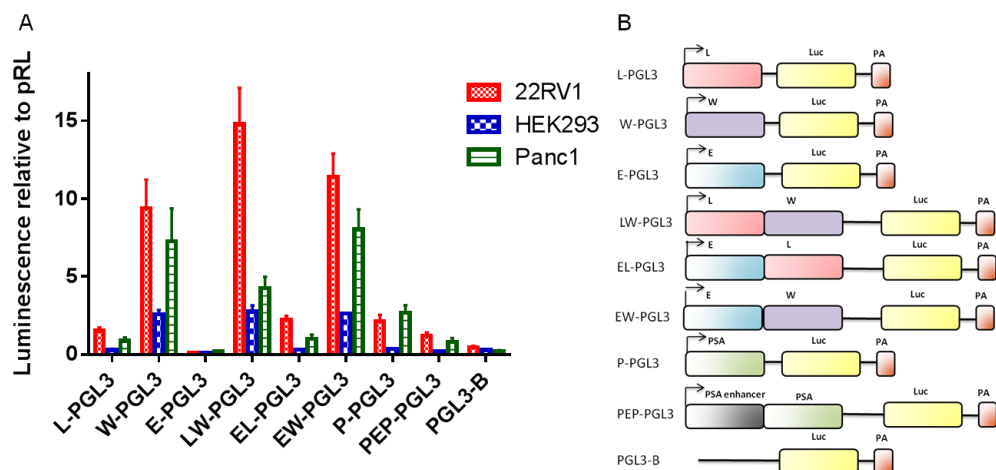 A
Luminescence relative to pRL
15
10
5
0
22RV1
HEK293
Panc1
L-PGL3
W-PGL3
E-PGL3
LW-PGL3
EL-PGL3
EW-PGL3
P-PGL3
PEP-PGL3
PGL3-B
B
L Luc PA
L-PGL3
W Luc PA
W-PGL3
E Luc PA
E-PGL3
L W Luc PA
LW-PGL3
E L Luc PA
EL-PGL3
E W Luc PA
EW-PGL3
PSA Luc PA
P-PGL3
PSA enhancer PSA Luc PA
PEP-PGL3
Luc PA
PGL3-B